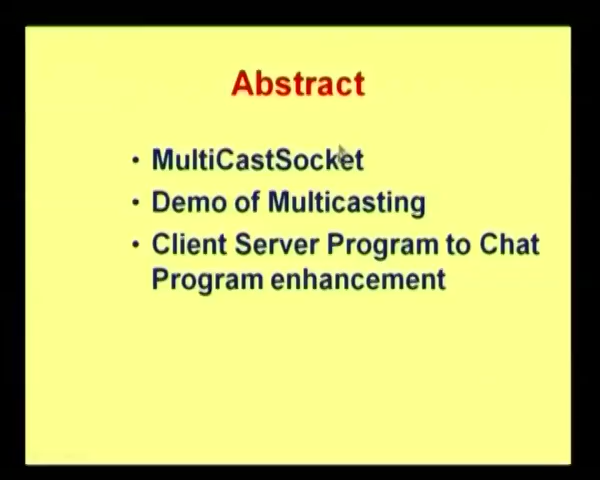 Abstract
• MultiCastSocket
• Demo of Multicasting
• Client Server Program to Chat
Program enhancement